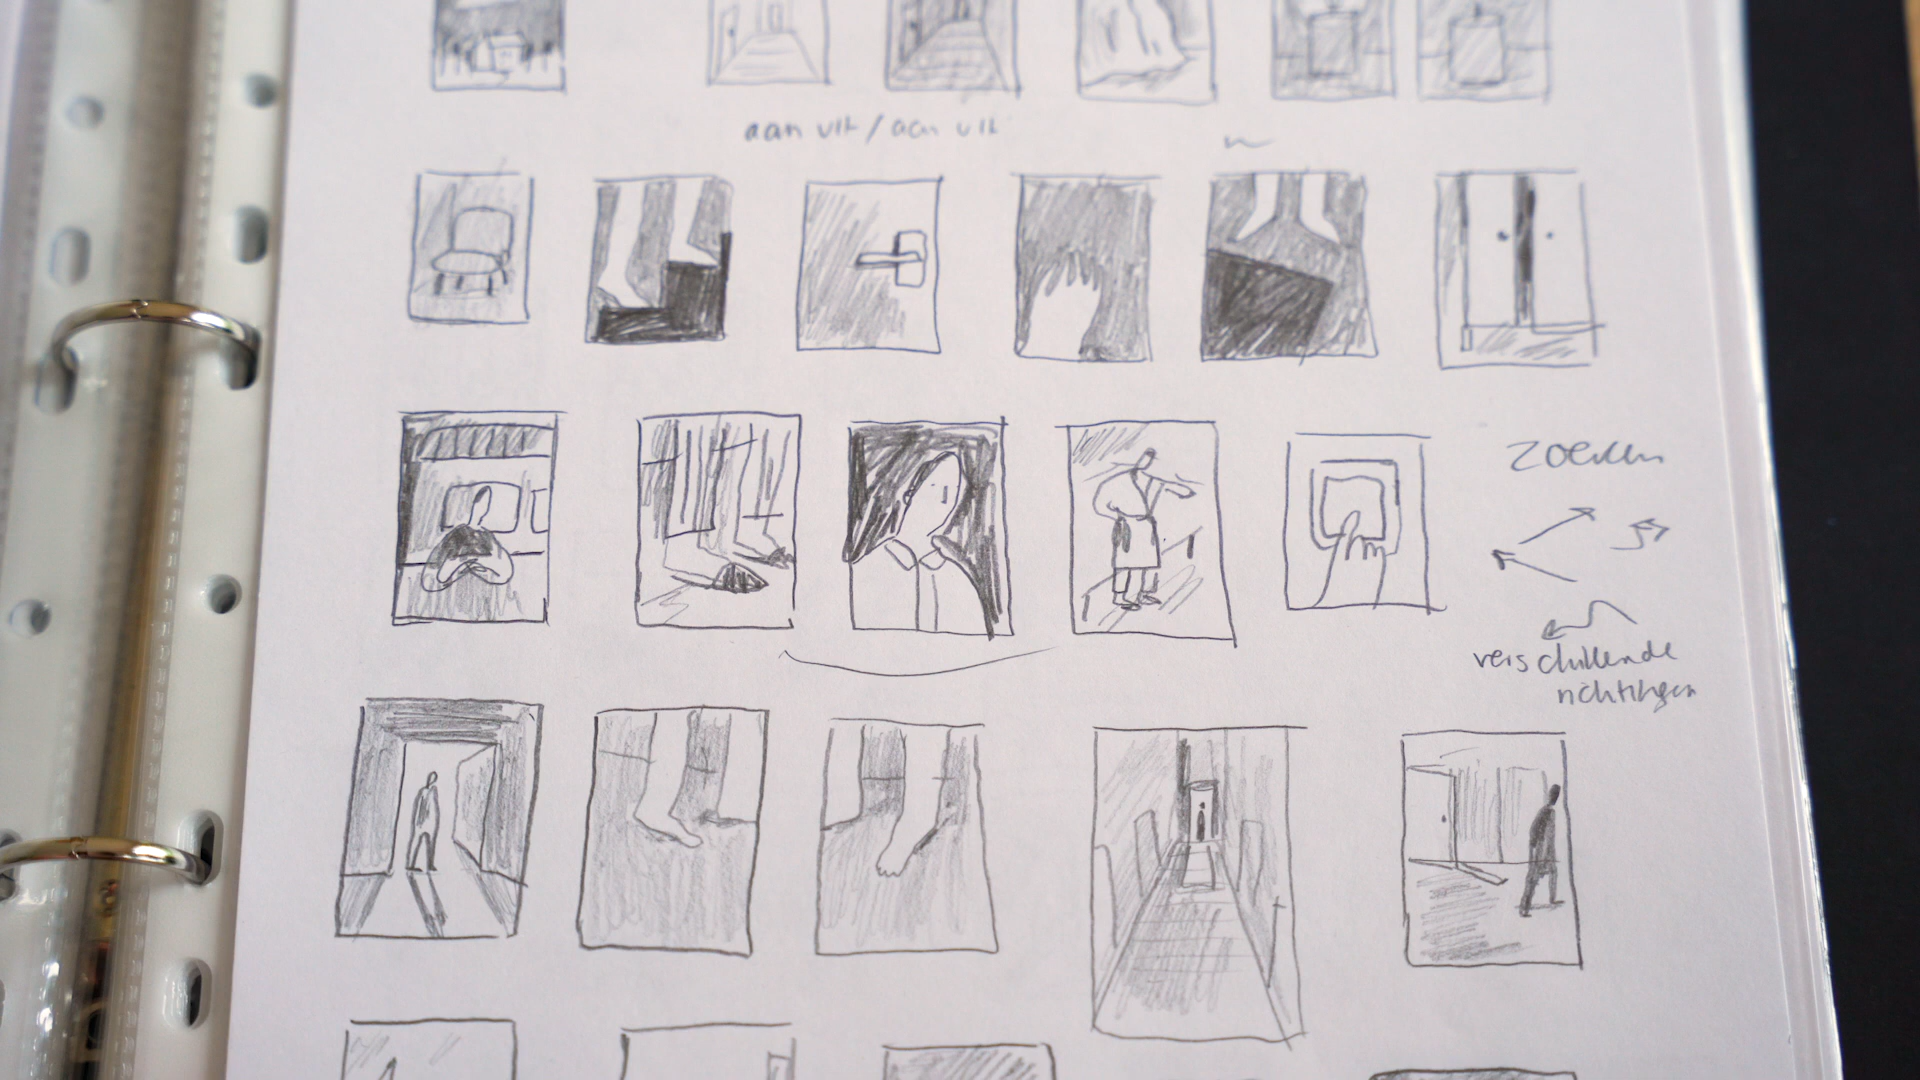 aan uit / aan uit
zoeken
verschillende
richtingen